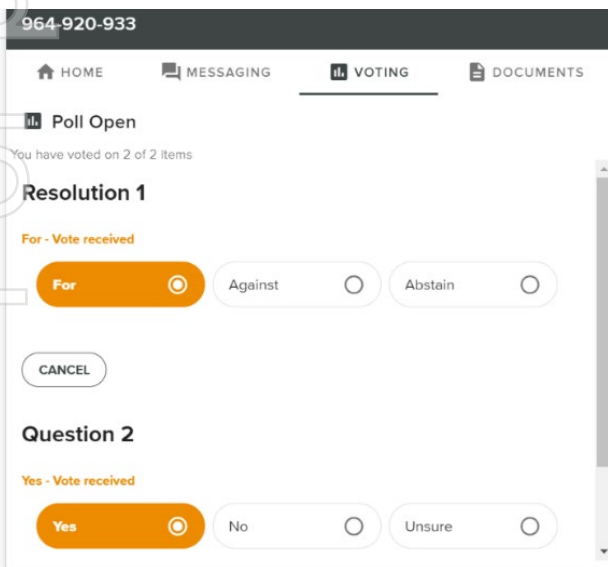 964-920-933
HOME MESSAGING VOTING DOCUMENTS
Poll Open
You have voted on 2 of 2 items
Resolution 1
For - Vote received
For Against Abstain
CANCEL
Question 2
Yes - Vote received
Yes No Unsure